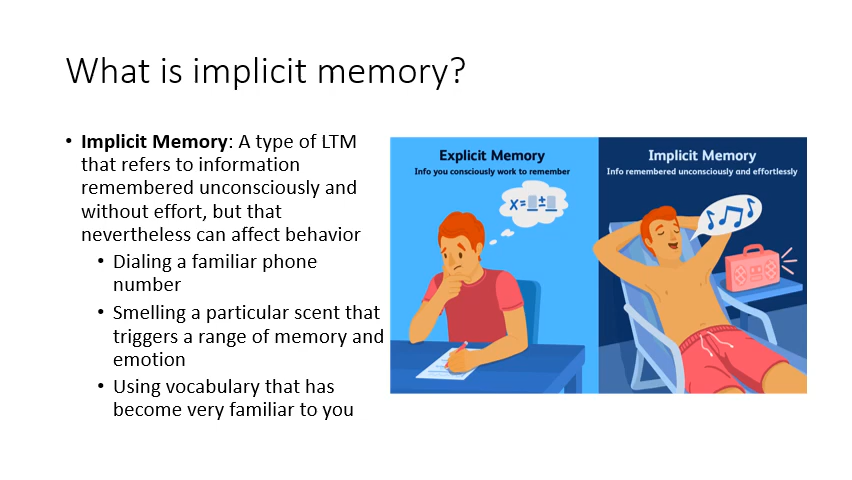 What is implicit memory?
• Implicit Memory: A type of LTM
that refers to information
remembered unconsciously and
without effort, but that
nevertheless can affect behavior
• Dialing a familiar phone
number
• Smelling a particular scent that
triggers a range of memory and
emotion
• Using vocabulary that has
become very familiar to you
Explicit Memory
Info you consciously work to remember
X=
±
Implicit Memory
Info remembered unconsciously and effortlessly